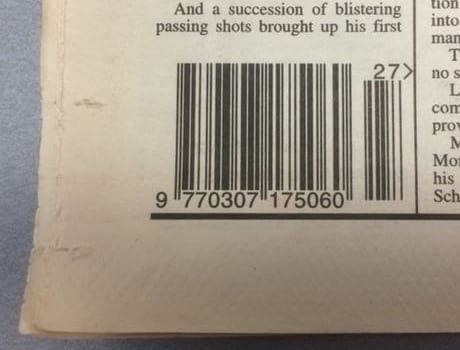 And a succession of blistering
passing shots brought up his first
27>
9 770307 175060
tion
into
man
T
no s
L
com
prov
M
Mon
his
Sch